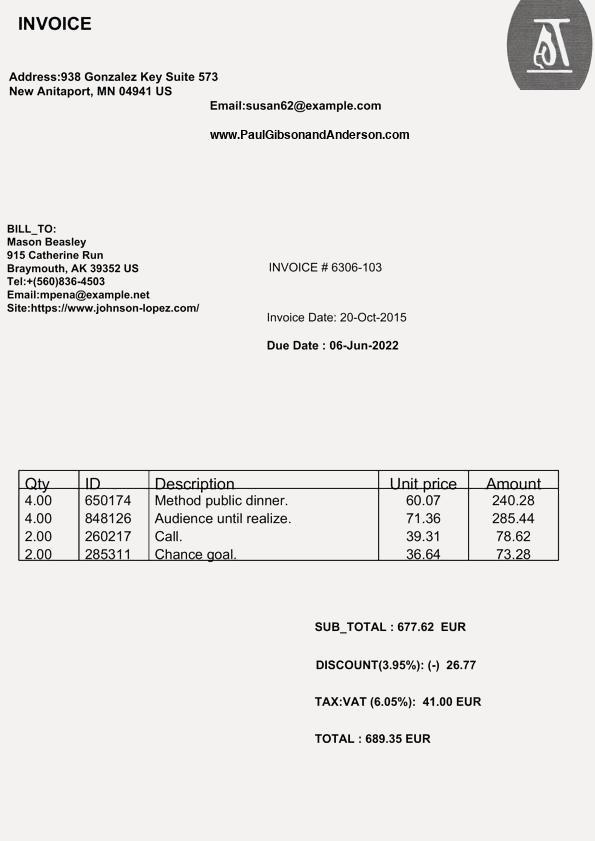 INVOICE
Address:938 Gonzalez Key Suite 573
New Anitaport, MN 04941 US
Email:susan62@example.com
www.PaulGibsonandAnderson.com
BILL_TO:
Mason Beasley
915 Catherine Run
Braymouth, AK 39352 US
Tel:+(560)836-4503
Email:mpena@example.net
Site:https://www.johnson-lopez.com/
INVOICE # 6306-103
Invoice Date: 20-Oct-2015
Due Date : 06-Jun-2022
Qty ID Description Unit price Amount
4.00 650174 Method public dinner. 60.07 240.28
4.00 848126 Audience until realize. 71.36 285.44
2.00 260217 Call. 39.31 78.62
2.00 285311 Chance goal. 36.64 73.28
SUB_TOTAL : 677.62 EUR
DISCOUNT(3.95%): (-) 26.77
TAX:VAT (6.05%): 41.00 EUR
TOTAL : 689.35 EUR